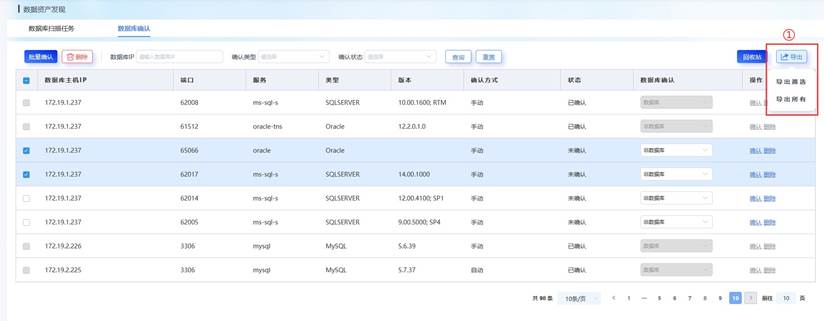 数据资产发现
数据库扫描任务 数据库确认
①
批量确认 删除 数据库IP 请输入数据库IP 确认类型 请选择 确认状态 请选择 查询 重置 回收站 导出
导出筛选
导出所有
数据库主机IP 端口 服务 类型 版本 确认方式 状态 数据库确认 操作
172.19.1.237 62008 ms-sql-s SQLSERVER 10.00.1600; RTM 手动 已确认 数据库 确认 删除
172.19.1.237 61512 oracle-tns Oracle 12.2.0.1.0 手动 已确认 数据库 确认 删除
172.19.1.237 65066 oracle Oracle 手动 未确认 非数据库 确认 删除
172.19.1.237 62017 ms-sql-s SQLSERVER 14.00.1000 手动 未确认 非数据库 确认 删除
172.19.1.237 62014 ms-sql-s SQLSERVER 12.00.4100; SP1 手动 未确认 非数据库 确认 删除
172.19.1.237 62005 ms-sql-s SQLSERVER 9.00.5000; SP4 手动 未确认 非数据库 确认 删除
172.19.2.226 3306 mysql MySQL 5.6.39 手动 已确认 数据库 确认 删除
172.19.2.225 3306 mysql MySQL 5.7.37 自动 已确认 数据库 确认 删除
共 98 条 10条/页 < 1 ··· 5 6 7 8 9 10 > 前往 10 页